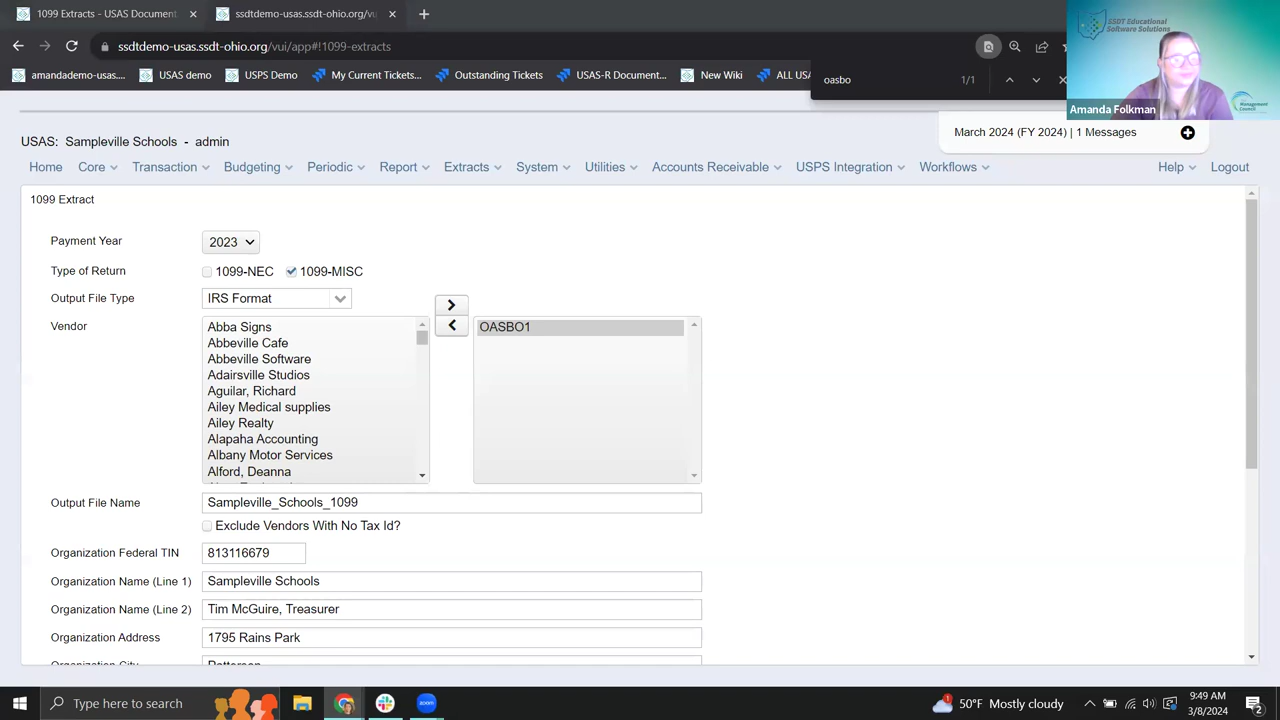 1099 Extracts - USAS Document
ssdtdemo-usas.ssdt-ohio.org/vu
ssdtdemo-usas.ssdt-ohio.org/vui/app#!1099-extracts
amandademo-usas....
USAS demo
USPS Demo
My Current Tickets...
Outstanding Tickets
USAS-R Document...
New Wiki
ALL USA
oasbo
1/1
SSDT Educational
Software Solutions
Management
Council
Amanda Folkman
USAS: Sampleville Schools - admin
March 2024 (FY 2024) | 1 Messages
Home Core Transaction Budgeting Periodic Report Extracts System Utilities Accounts Receivable USPS Integration Workflows Help Logout
1099 Extract
Payment Year 2023
Type of Return 1099-NEC 1099-MISC
Output File Type IRS Format
Vendor
Abba Signs
Abbeville Cafe
Abbeville Software
Adairsville Studios
Aguilar, Richard
Ailey Medical supplies
Ailey Realty
Alapaha Accounting
Albany Motor Services
Alford, Deanna
>
<
OASBO1
Output File Name Sampleville_Schools_1099
Exclude Vendors With No Tax Id?
Organization Federal TIN 813116679
Organization Name (Line 1) Sampleville Schools
Organization Name (Line 2) Tim McGuire, Treasurer
Organization Address 1795 Rains Park
Organization City Patterson
Type here to search
zoom
1
50°F Mostly cloudy
9:49 AM
3/8/2024
2